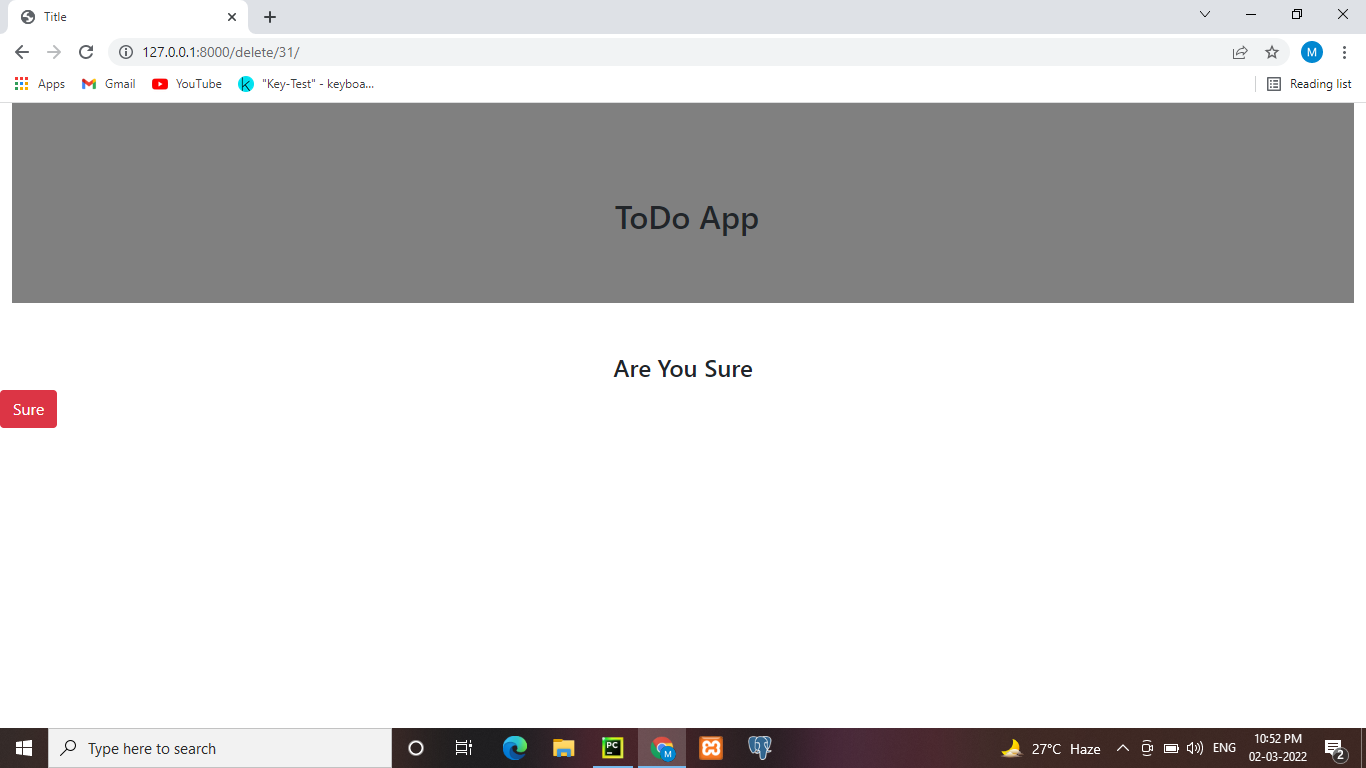 Title
127.0.0.1:8000/delete/31/
M
Apps
Gmail
YouTube
"Key-Test" - keyboa...
Reading list
ToDo App
Are You Sure
Sure
Type here to search
PC
M
27°C Haze
ENG
10:52 PM
02-03-2022
2